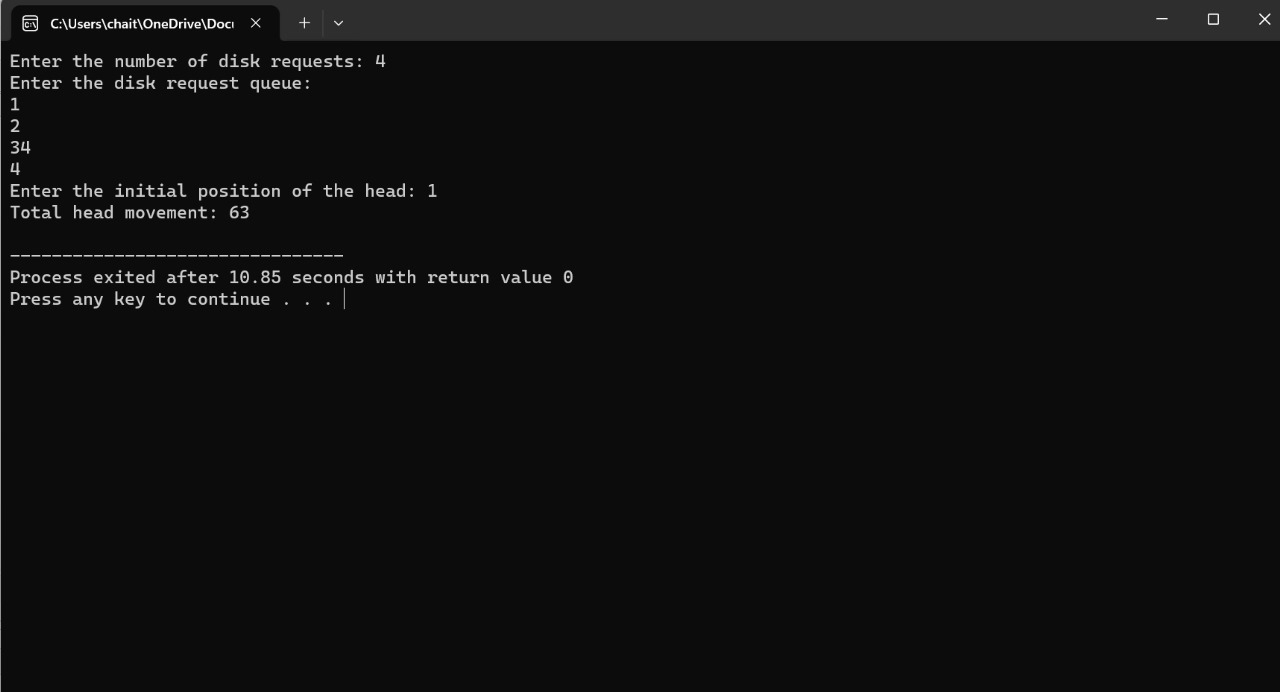 C:\Users\chait\OneDrive\Docu
Enter the number of disk requests: 4
Enter the disk request queue:
1
2
34
4
Enter the initial position of the head: 1
Total head movement: 63
--------------------------------
Process exited after 10.85 seconds with return value 0
Press any key to continue . . .